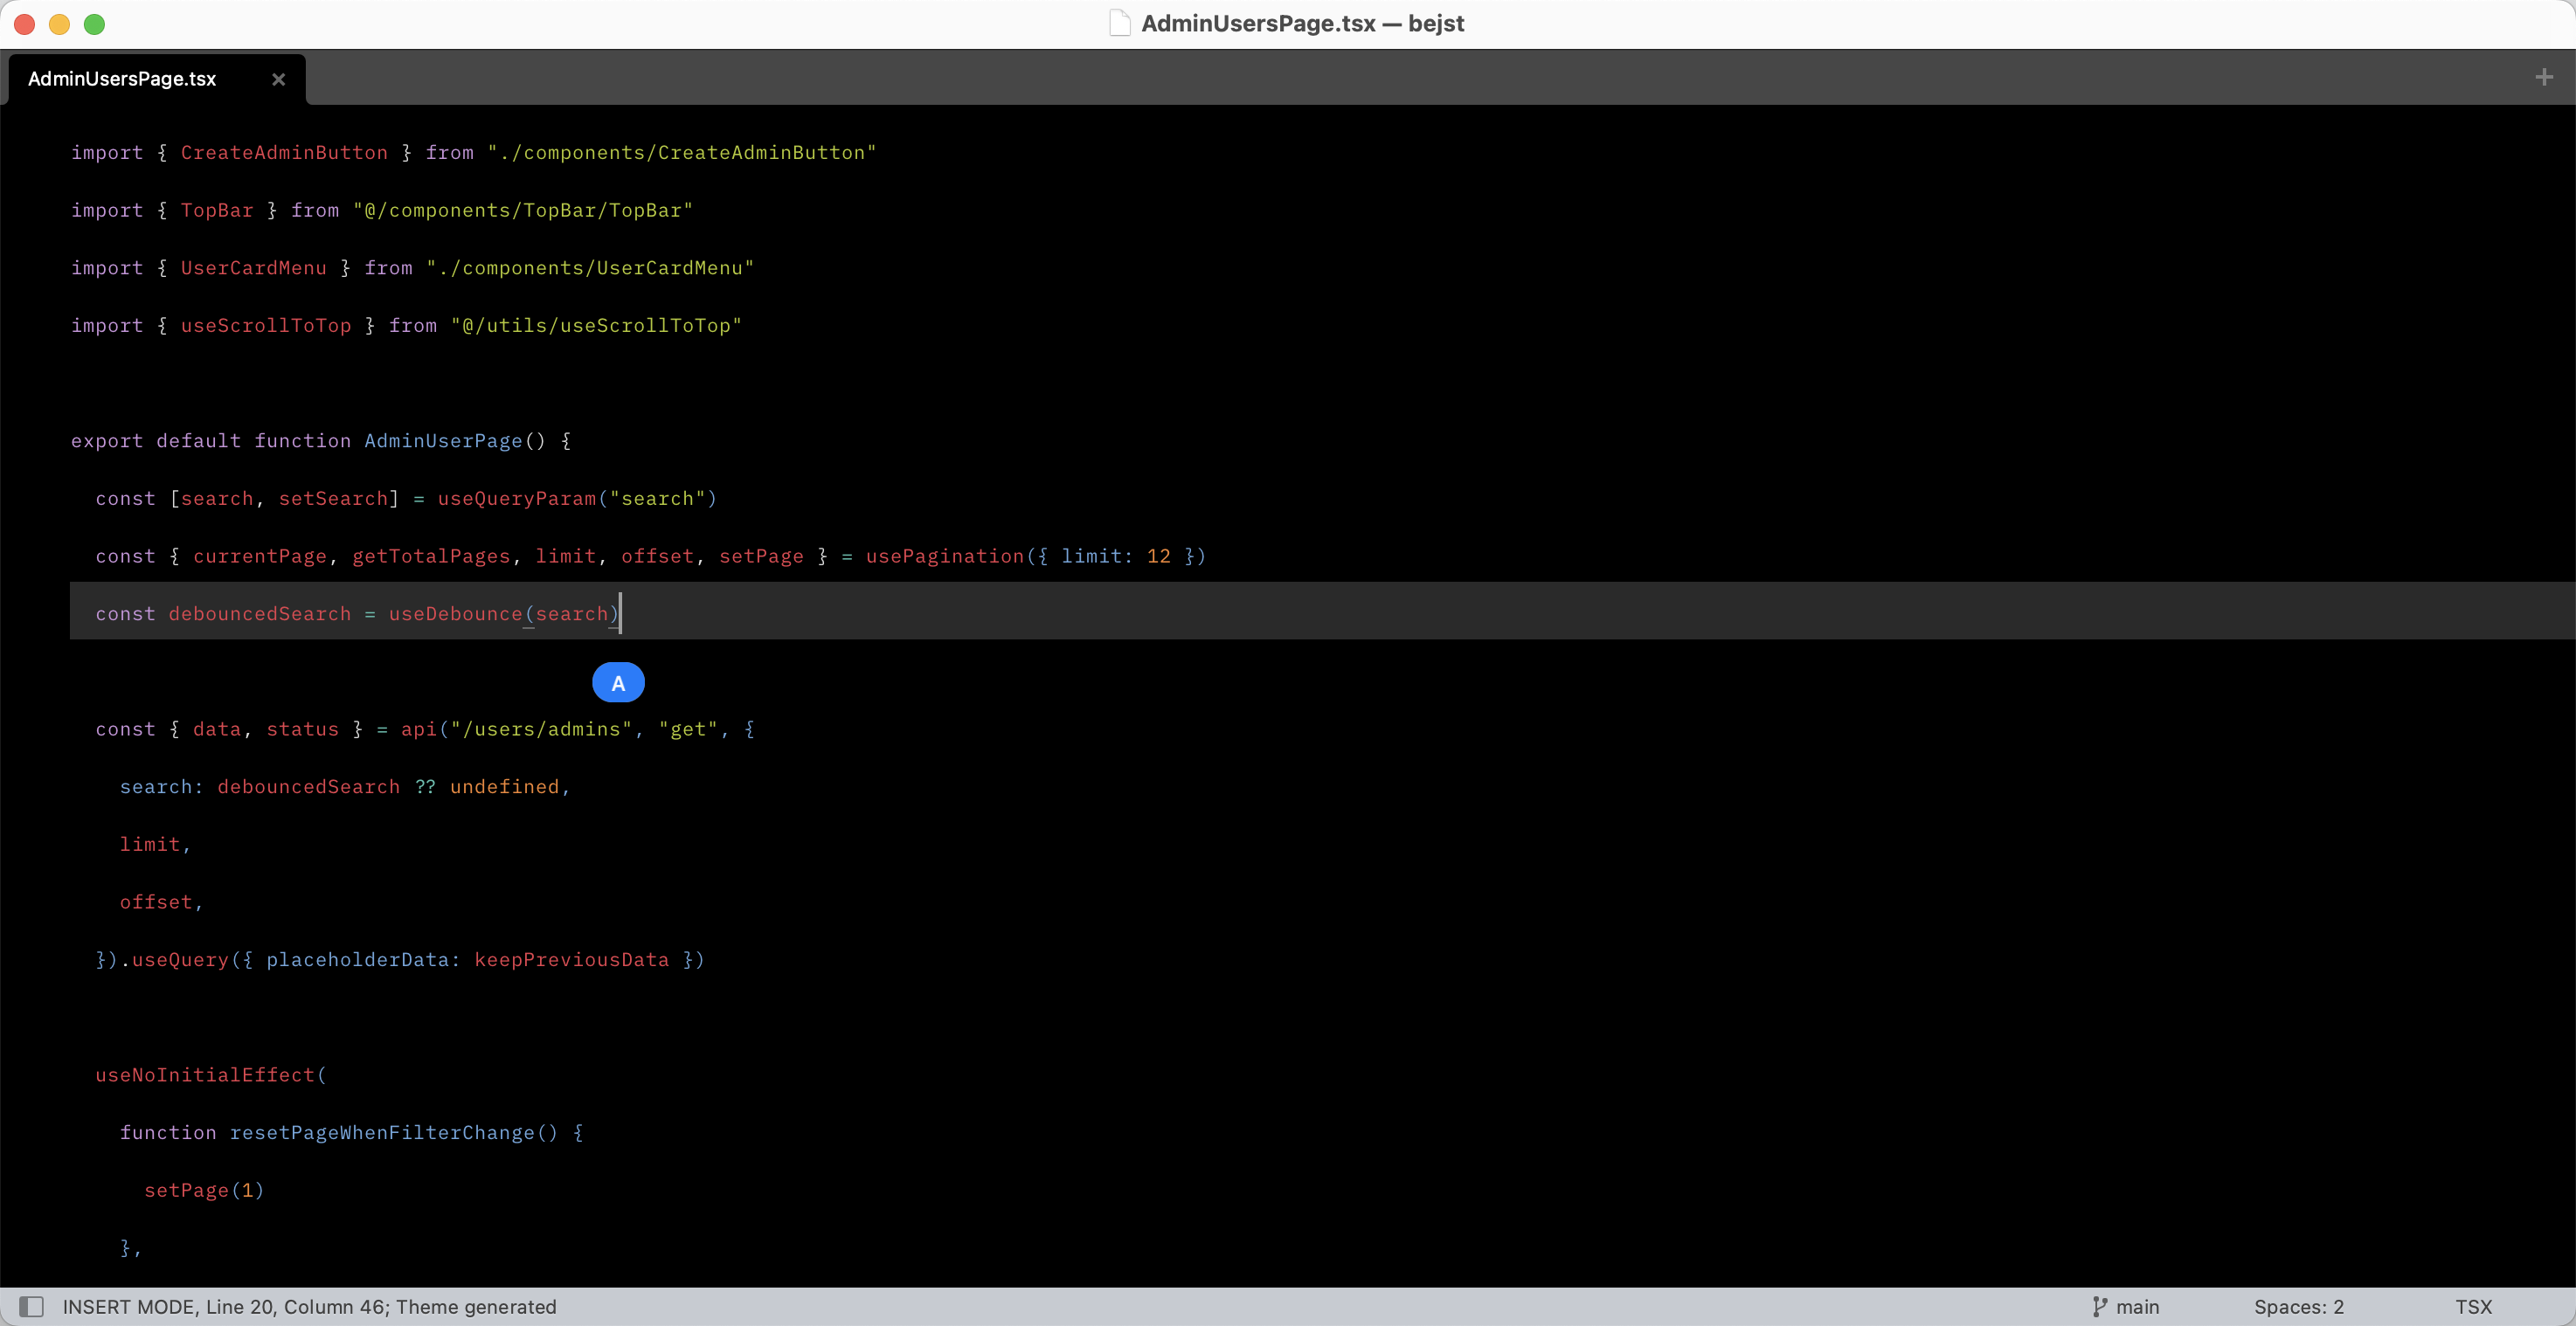 AdminUsersPage.tsx — bejst
AdminUsersPage.tsx
import { CreateAdminButton } from "./components/CreateAdminButton"
import { TopBar } from "@/components/TopBar/TopBar"
import { UserCardMenu } from "./components/UserCardMenu"
import { useScrollToTop } from "@/utils/useScrollToTop"
export default function AdminUserPage() {
const [search, setSearch] = useQueryParam("search")
const { currentPage, getTotalPages, limit, offset, setPage } = usePagination({ limit: 12 })
const debouncedSearch = useDebounce(search)
A
const { data, status } = api("/users/admins", "get", {
search: debouncedSearch ?? undefined,
limit,
offset,
}).useQuery({ placeholderData: keepPreviousData })
useNoInitialEffect(
function resetPageWhenFilterChange() {
setPage(1)
},
INSERT MODE, Line 20, Column 46; Theme generated
main
Spaces: 2
TSX